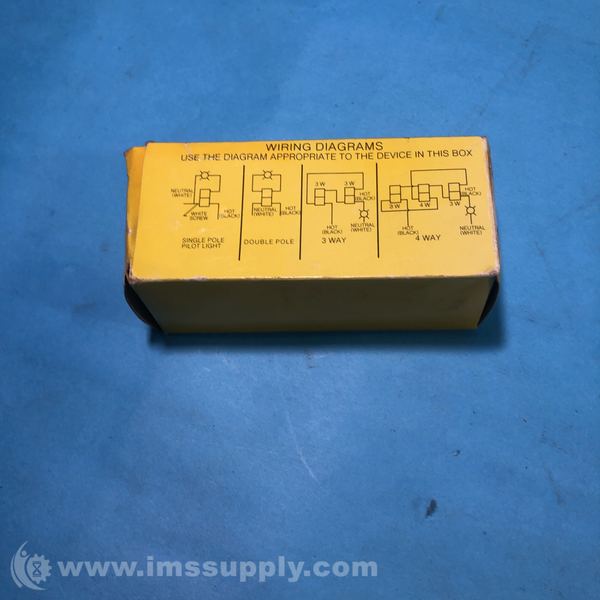 WIRING DIAGRAMS
USE THE DIAGRAM APPROPRIATE TO THE DEVICE IN THIS BOX
NEUTRAL
(WHITE)
WHITE
SCREW
HOT
(BLACK)
SINGLE POLE
PILOT LIGHT
NEUTRAL
(WHITE)
HOT
(BLACK)
DOUBLE POLE
3 W
3 W
HOT
(BLACK)
HOT
(BLACK)
NEUTRAL
(WHITE)
3 WAY
3 W
4 W
3 W
HOT
(BLACK)
NEUTRAL
(WHITE)
4 WAY
www.imssupply.com